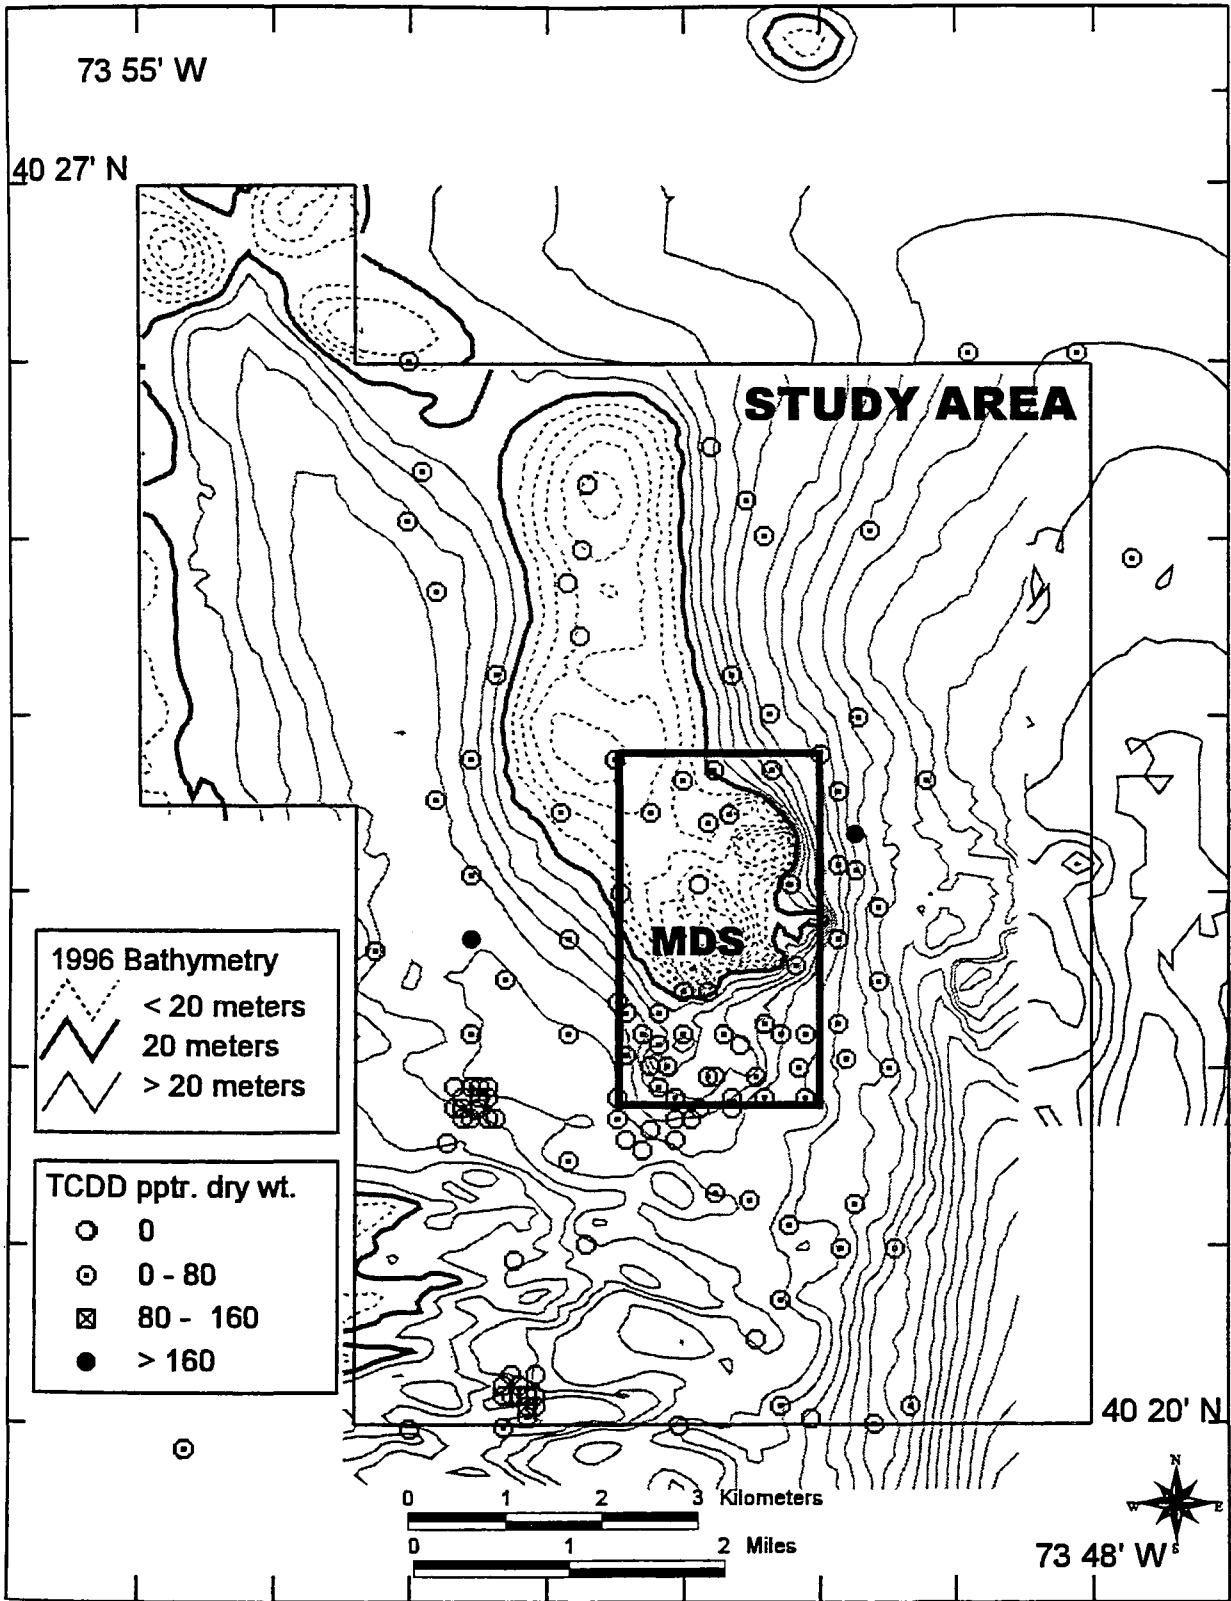 73 55' W
40 27' N
STUDY AREA
MDS
1996 Bathymetry
< 20 meters
20 meters
> 20 meters
TCDD pptr. dry wt.
0
0 - 80
80 - 160
> 160
40 20' N
0 1 2 3 Kilometers
0 1 2 Miles
N
W E
S
73 48' W